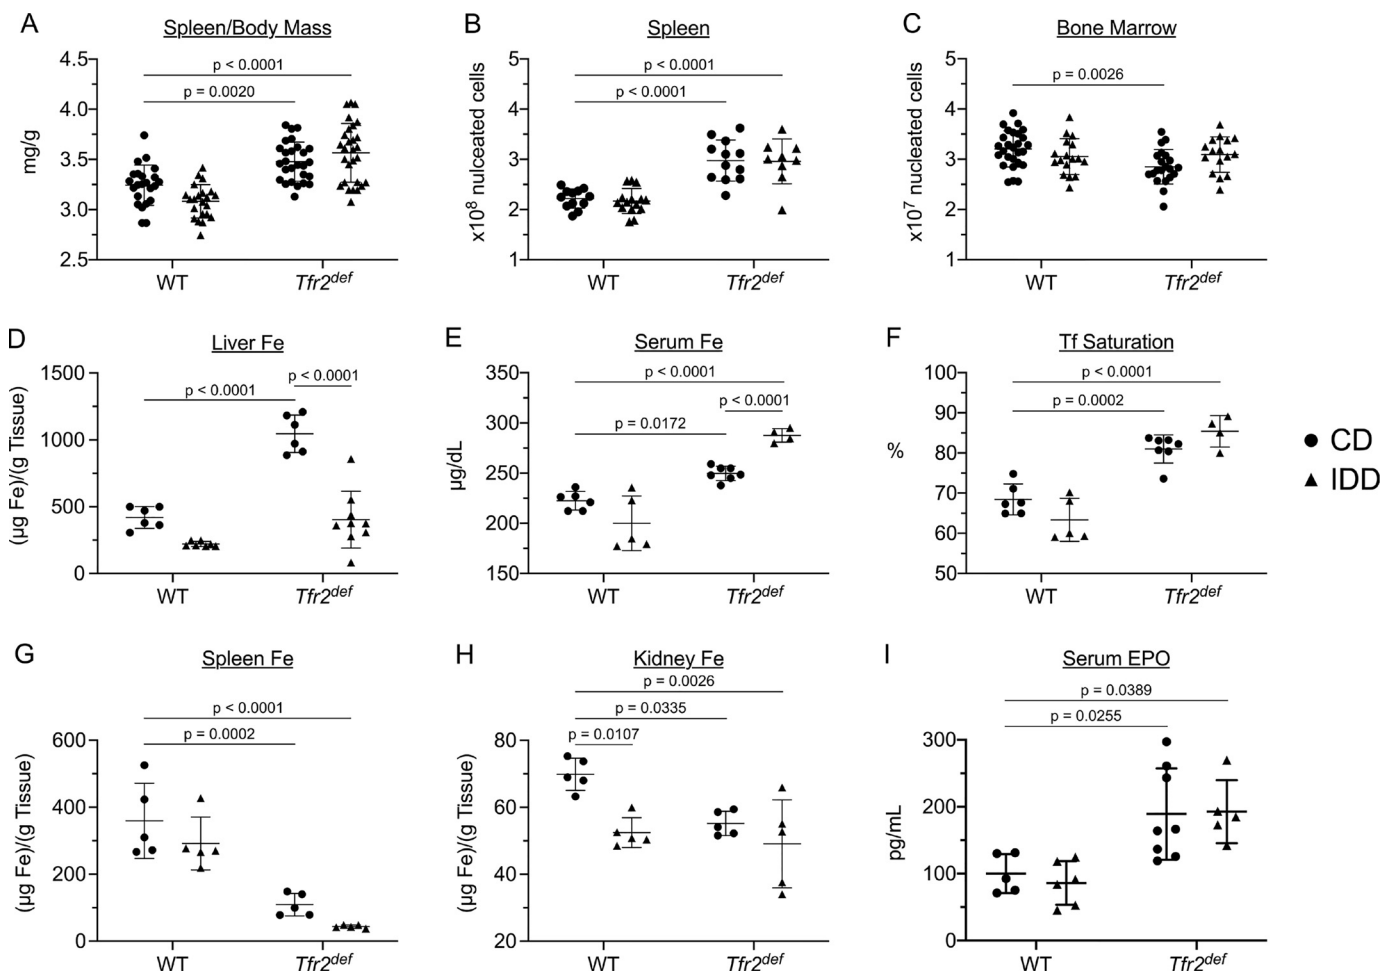 A
Spleen/Body Mass
mg/g
4.5
4.0
3.5
3.0
2.5
p < 0.0001
p = 0.0020
WT
Tfr2def
B
Spleen
x10⁸ nulceated cells
5
4
3
2
1
p < 0.0001
p < 0.0001
WT
Tfr2def
C
Bone Marrow
x10⁷ nucleated cells
5
4
3
2
1
p = 0.0026
WT
Tfr2def
D
Liver Fe
(µg Fe)/(g Tissue)
1500
1000
500
0
p < 0.0001
p < 0.0001
WT
Tfr2def
E
Serum Fe
µg/dL
350
300
250
200
150
p < 0.0001
p < 0.0001
p = 0.0172
WT
Tfr2def
F
Tf Saturation
%
100
90
80
70
60
50
p < 0.0001
p = 0.0002
WT
Tfr2def
CD
IDD
G
Spleen Fe
(µg Fe)/(g Tissue)
600
400
200
0
p < 0.0001
p = 0.0002
WT
Tfr2def
H
Kidney Fe
(µg Fe)/(g Tissue)
80
60
40
20
p = 0.0026
p = 0.0335
p = 0.0107
WT
Tfr2def
I
Serum EPO
pg/mL
300
200
100
0
p = 0.0389
p = 0.0255
WT
Tfr2def